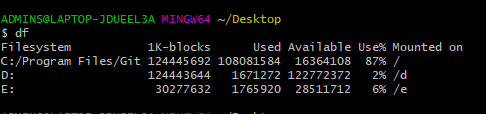 ADMINS@LAPTOP-JDUEEL3A MINGW64 ~/Desktop
$ df
Filesystem 1K-blocks Used Available Use% Mounted on
C:/Program Files/Git 124445692 108081584 16364108 87% /
D: 124443644 1671272 122772372 2% /d
E: 30277632 1765920 28511712 6% /e